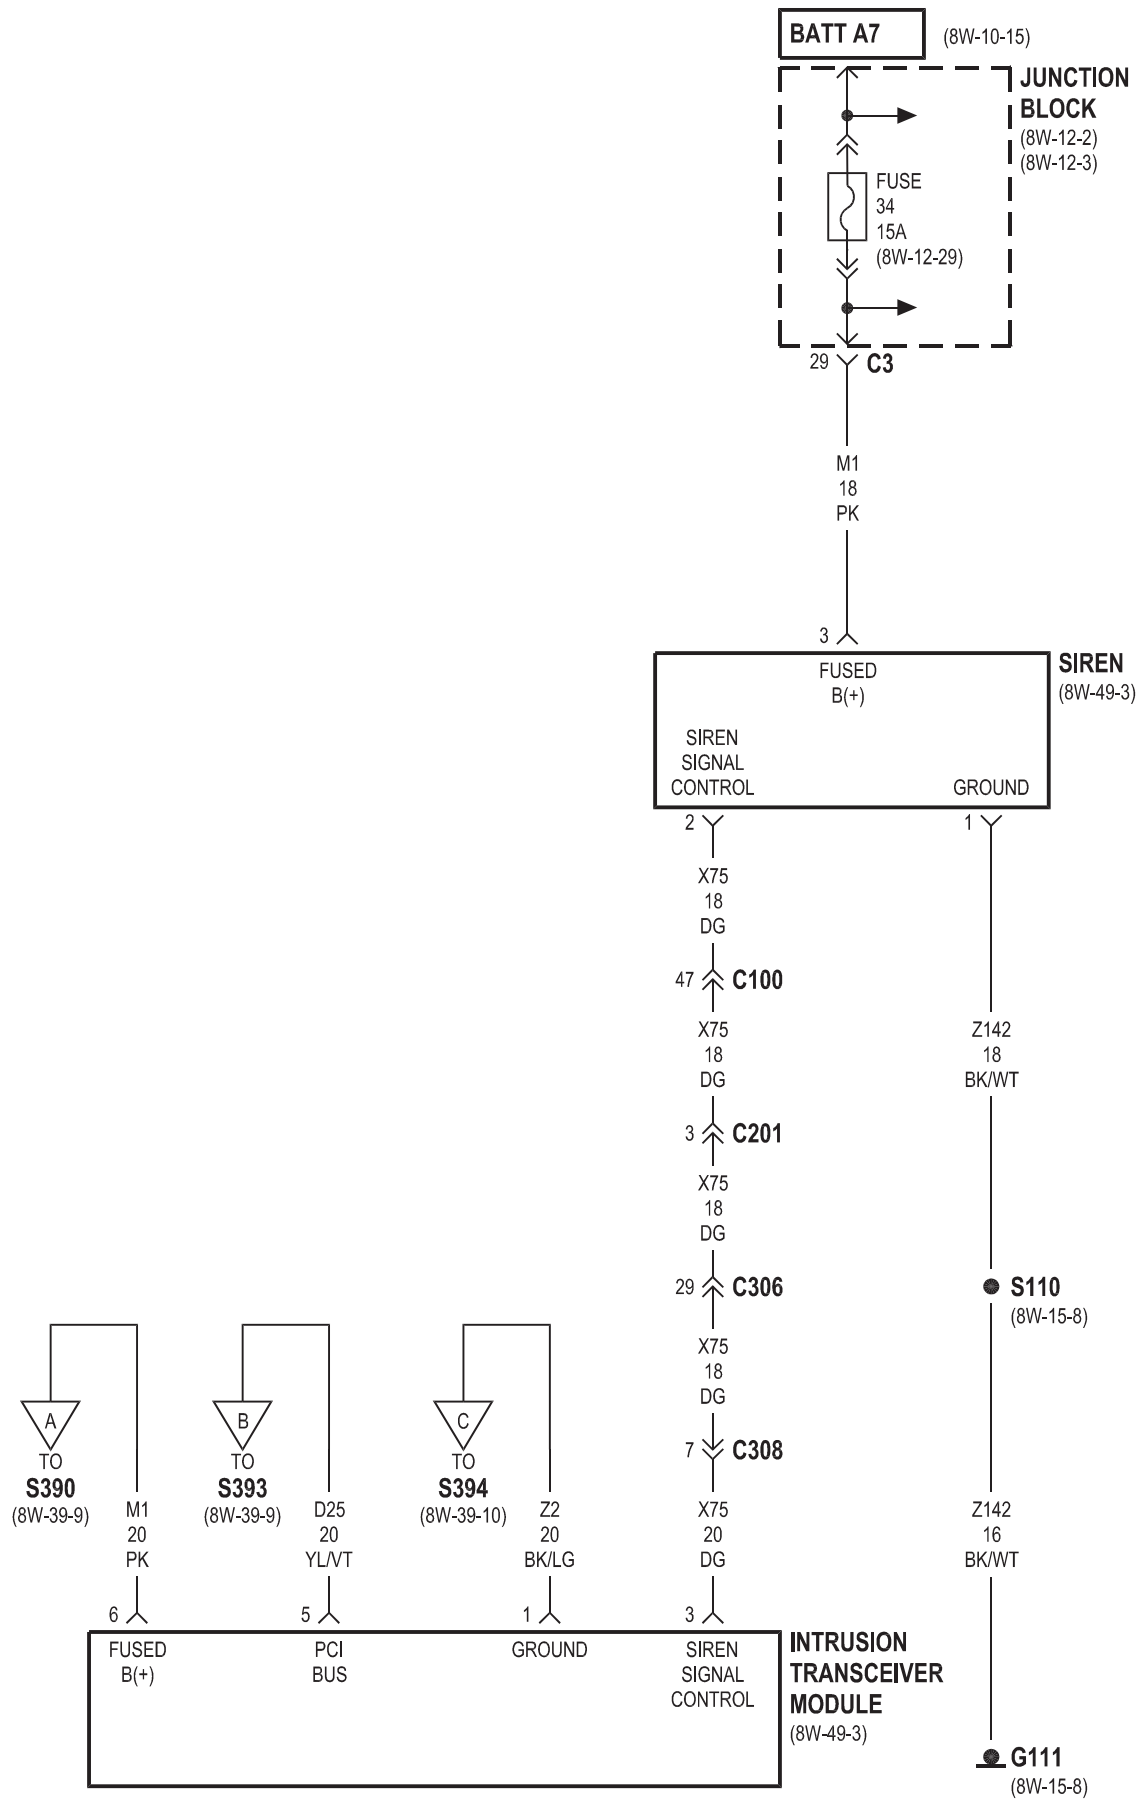 BATT A7
(8W-10-15)
JUNCTION
BLOCK
(8W-12-2)
(8W-12-3)
FUSE
34
15A
(8W-12-29)
29
C3
M1
18
PK
3
FUSED
B(+)
SIREN
(8W-49-3)
SIREN
SIGNAL
CONTROL
GROUND
2
1
X75
18
DG
47
C100
X75
18
DG
Z142
18
BK/WT
3
C201
X75
18
DG
29
C306
S110
(8W-15-8)
X75
18
DG
7
C308
A
TO
S390
(8W-39-9)
B
TO
S393
(8W-39-9)
C
TO
S394
(8W-39-10)
M1
20
PK
D25
20
YL/VT
Z2
20
BK/LG
X75
20
DG
Z142
16
BK/WT
6
5
1
3
FUSED
B(+)
PCI
BUS
GROUND
SIREN
SIGNAL
CONTROL
INTRUSION
TRANSCEIVER
MODULE
(8W-49-3)
G111
(8W-15-8)